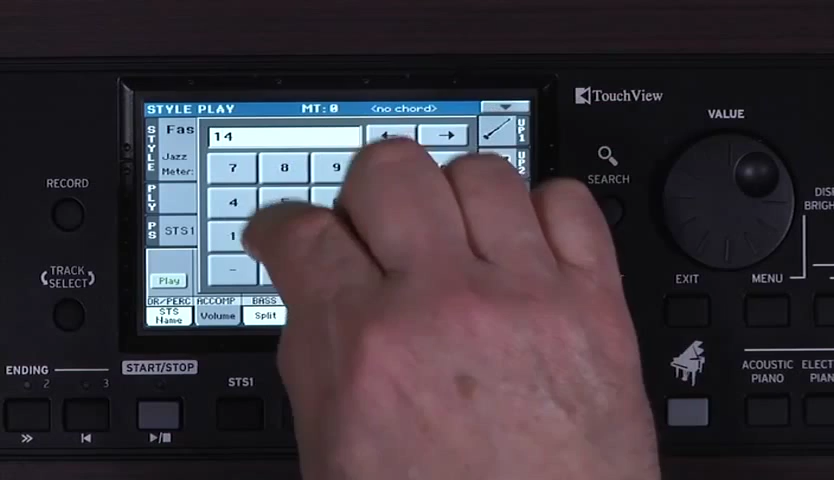 STYLE PLAY MT:0 <no chord>
TouchView
VALUE
STYLE
Fas
14
← →
UP1
Jazz
Meter:
7 8 9
UP2
SEARCH
RECORD
PLY
4
PS
STS1
1
TRACK
SELECT
Play
-
EXIT
MENU
DR/PERC ACCOMP BASS
STS
Name
Volume
Split
ENDING
2 3
START/STOP
STS1
ACOUSTIC
PIANO